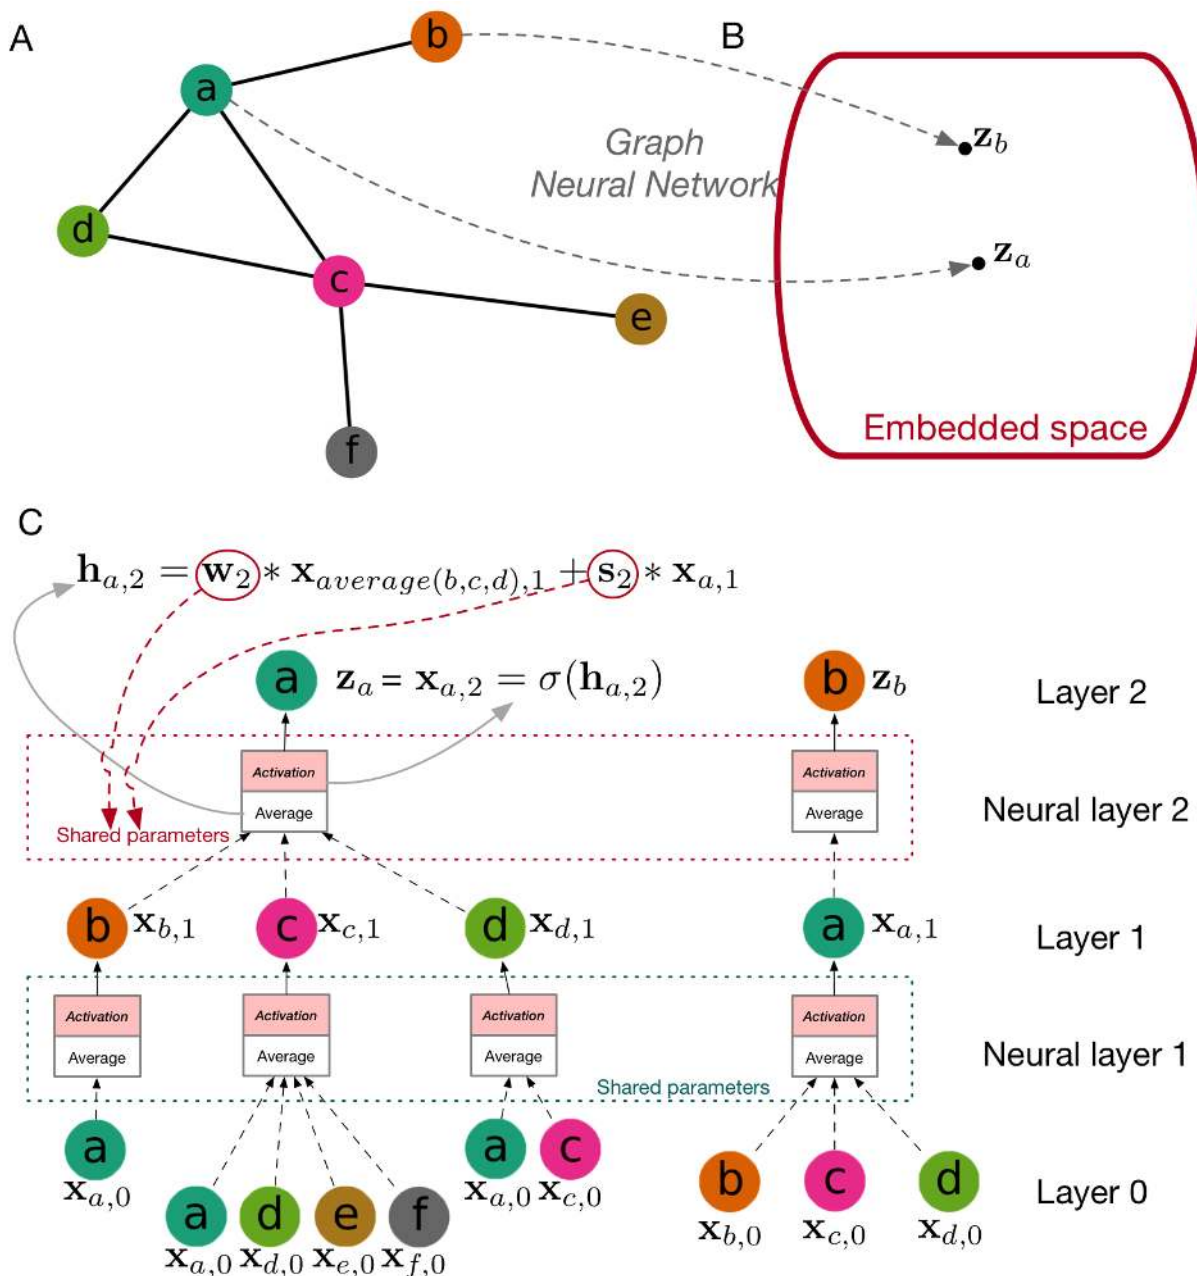 A
b
B
a
Graph
z_b
Neural Network
d
z_a
c
e
Embedded space
f
C
h_{a,2} = w_2 * x_{average(b,c,d),1} + s_2 * x_{a,1}
a z_a = x_{a,2} = σ(h_{a,2}) b z_b Layer 2
Activation Activation
Average Average Neural layer 2
Shared parameters
b x_{b,1} c x_{c,1} d x_{d,1} a x_{a,1} Layer 1
Activation Activation Activation Activation
Average Average Average Average Neural layer 1
Shared parameters
a a c b c d
x_{a,0} x_{a,0} x_{c,0} Layer 0
a d e f x_{b,0} x_{c,0} x_{d,0}
x_{a,0} x_{d,0} x_{e,0} x_{f,0}